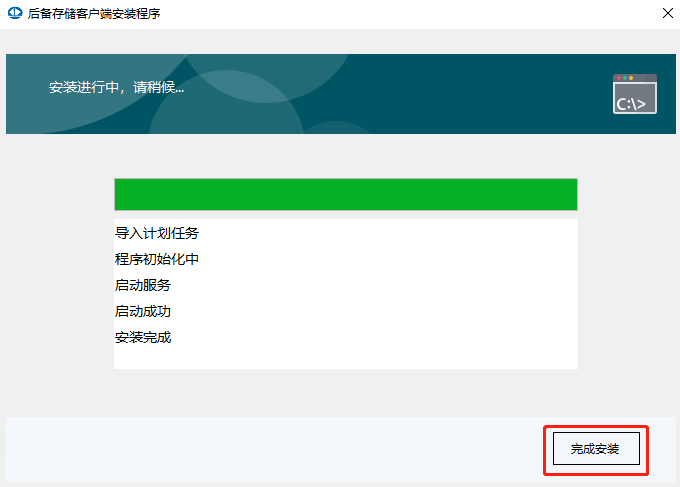 后备存储客户端安装程序
安装进行中，请稍候...
C:\>
导入计划任务
程序初始化中
启动服务
启动成功
安装完成
完成安装